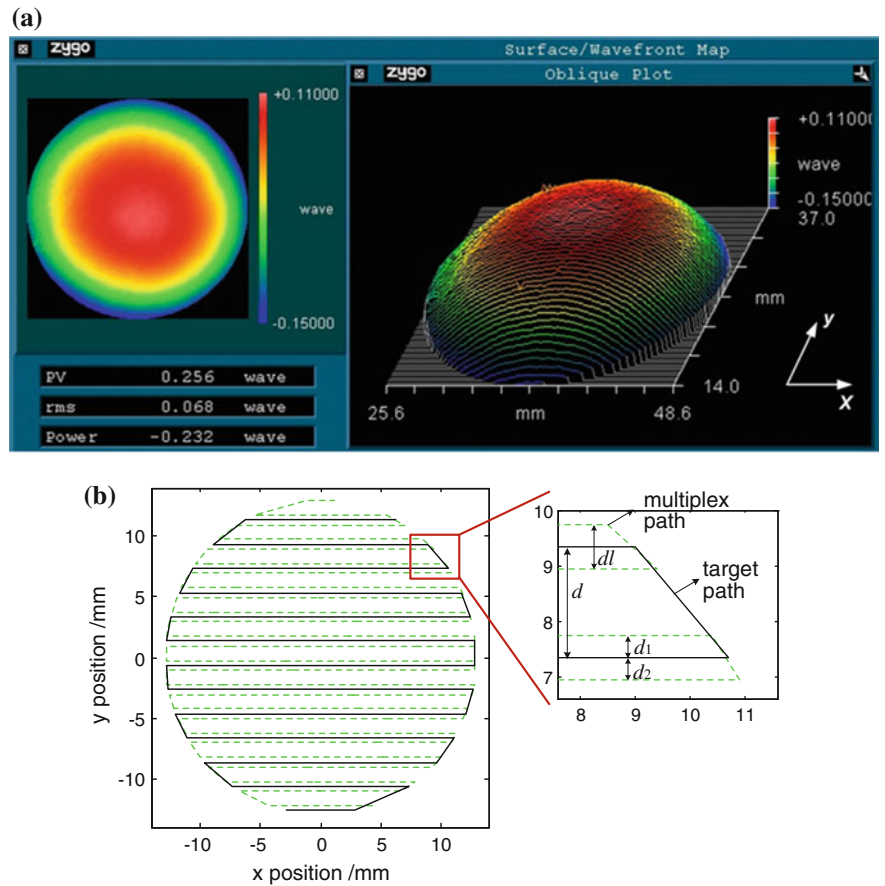 (a)
zygo
Surface/Wavefront Map
zygo
Oblique Plot
+0.11000
wave
-0.15000
+0.11000
wave
-0.15000
37.0
mm
14.0
25.6
mm
48.6
y
x
PV 0.256 wave
rms 0.068 wave
Power -0.232 wave
(b)
10
5
0
-5
-10
y position /mm
-10
-5
0
5
10
x position /mm
10
9
8
7
8
9
10
11
multiplex
path
target
path
dl
d
d1
d2